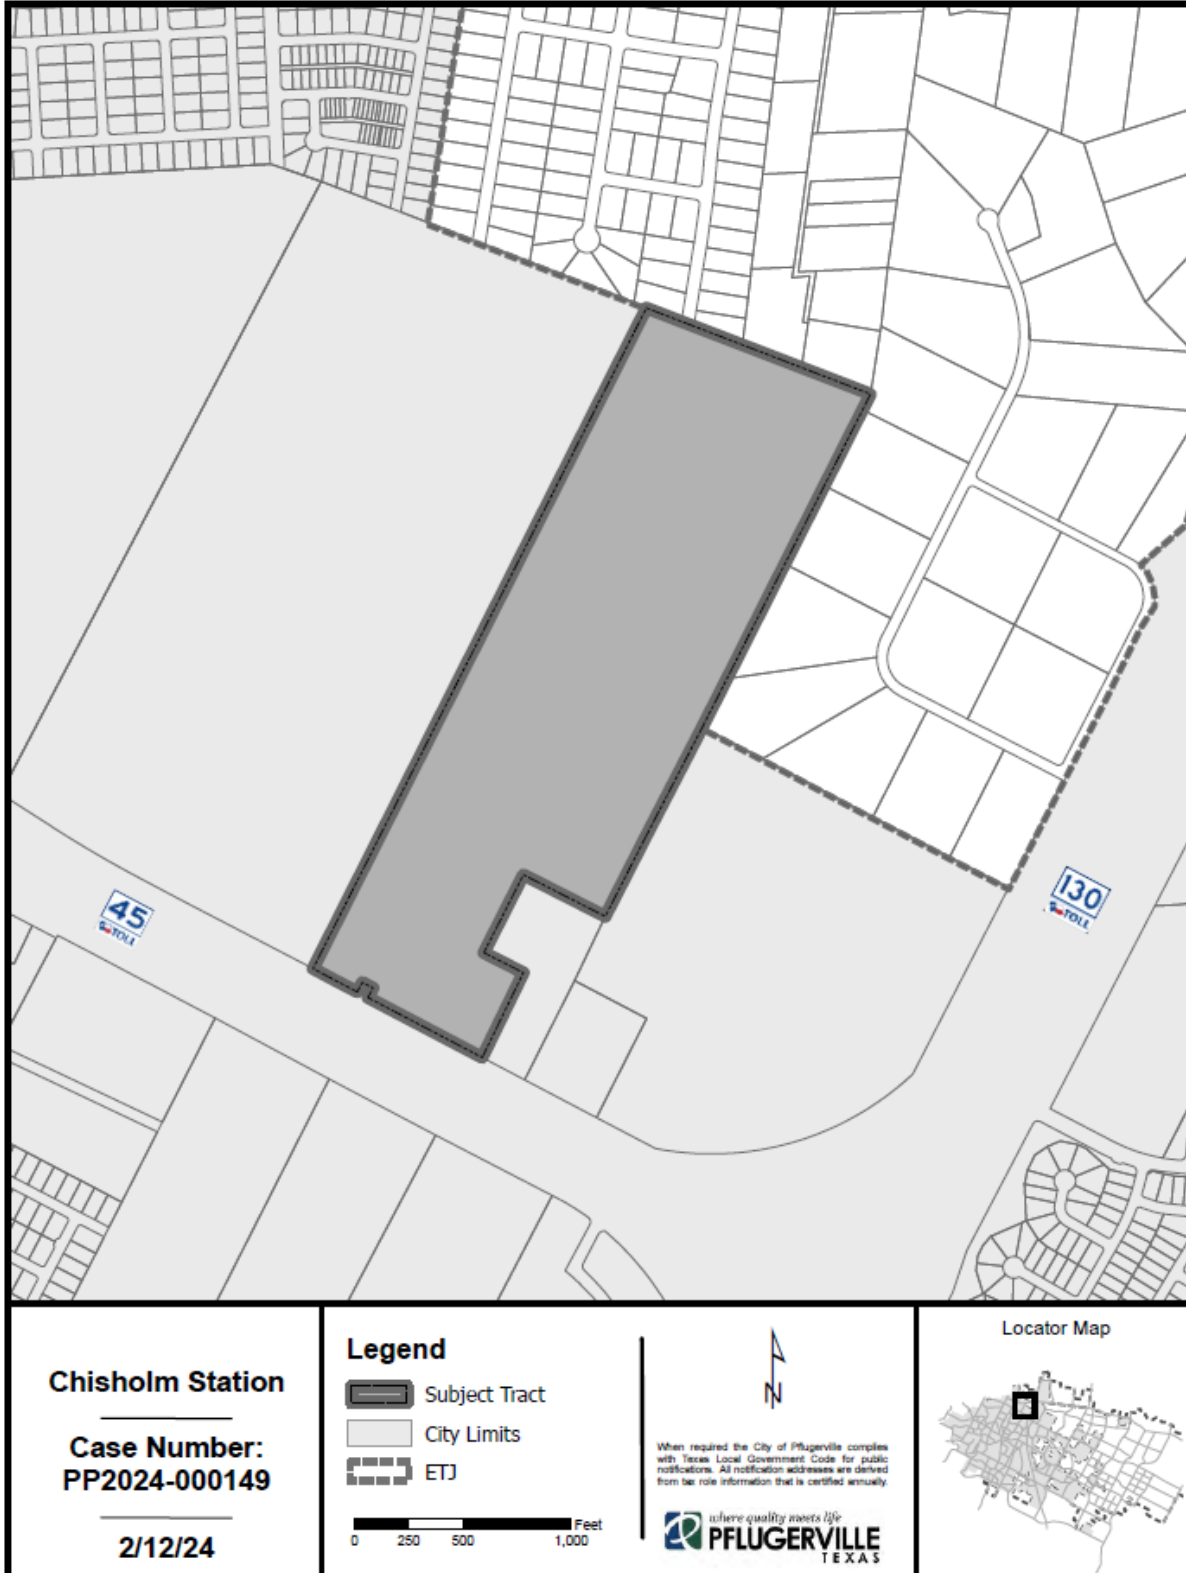 45
TOLL
130
TOLL
Chisholm Station
Case Number:
PP2024-000149
2/12/24
Legend
Subject Tract
City Limits
ETJ
Feet
0 250 500 1,000
N
When required the City of Pflugerville complies
with Texas Local Government Code for public
notifications. All notification addresses are derived
from tax role information that is certified annually.
where quality meets life
PFLUGERVILLE
TEXAS
Locator Map